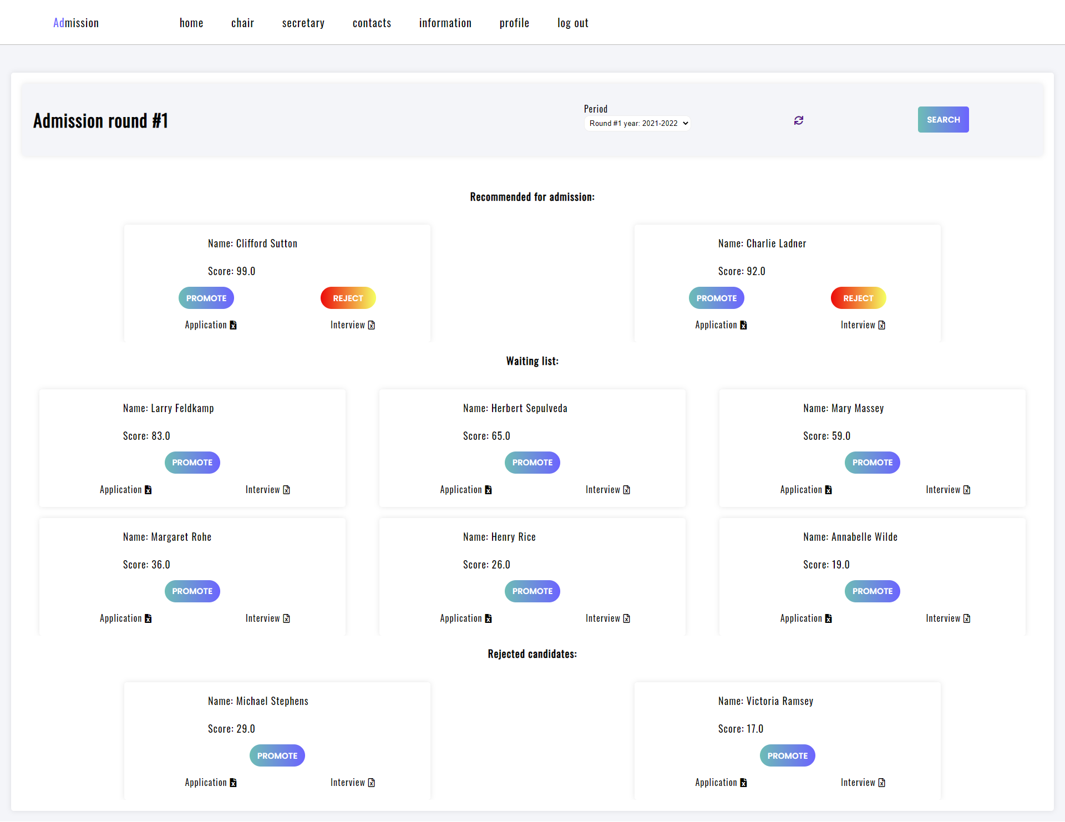 Admission home chair secretary contacts information profile log out
Admission round #1
Period
Round #1 year: 2021-2022
SEARCH
Recommended for admission:
Name: Clifford Sutton
Score: 99.0
PROMOTE REJECT
Application Interview
Name: Charlie Ladner
Score: 92.0
PROMOTE REJECT
Application Interview
Waiting list:
Name: Larry Feldkamp
Score: 83.0
PROMOTE
Application Interview
Name: Herbert Sepulveda
Score: 65.0
PROMOTE
Application Interview
Name: Mary Massey
Score: 59.0
PROMOTE
Application Interview
Name: Margaret Rohe
Score: 36.0
PROMOTE
Application Interview
Name: Henry Rice
Score: 26.0
PROMOTE
Application Interview
Name: Annabelle Wilde
Score: 19.0
PROMOTE
Application Interview
Rejected candidates:
Name: Michael Stephens
Score: 29.0
PROMOTE
Application Interview
Name: Victoria Ramsey
Score: 17.0
PROMOTE
Application Interview